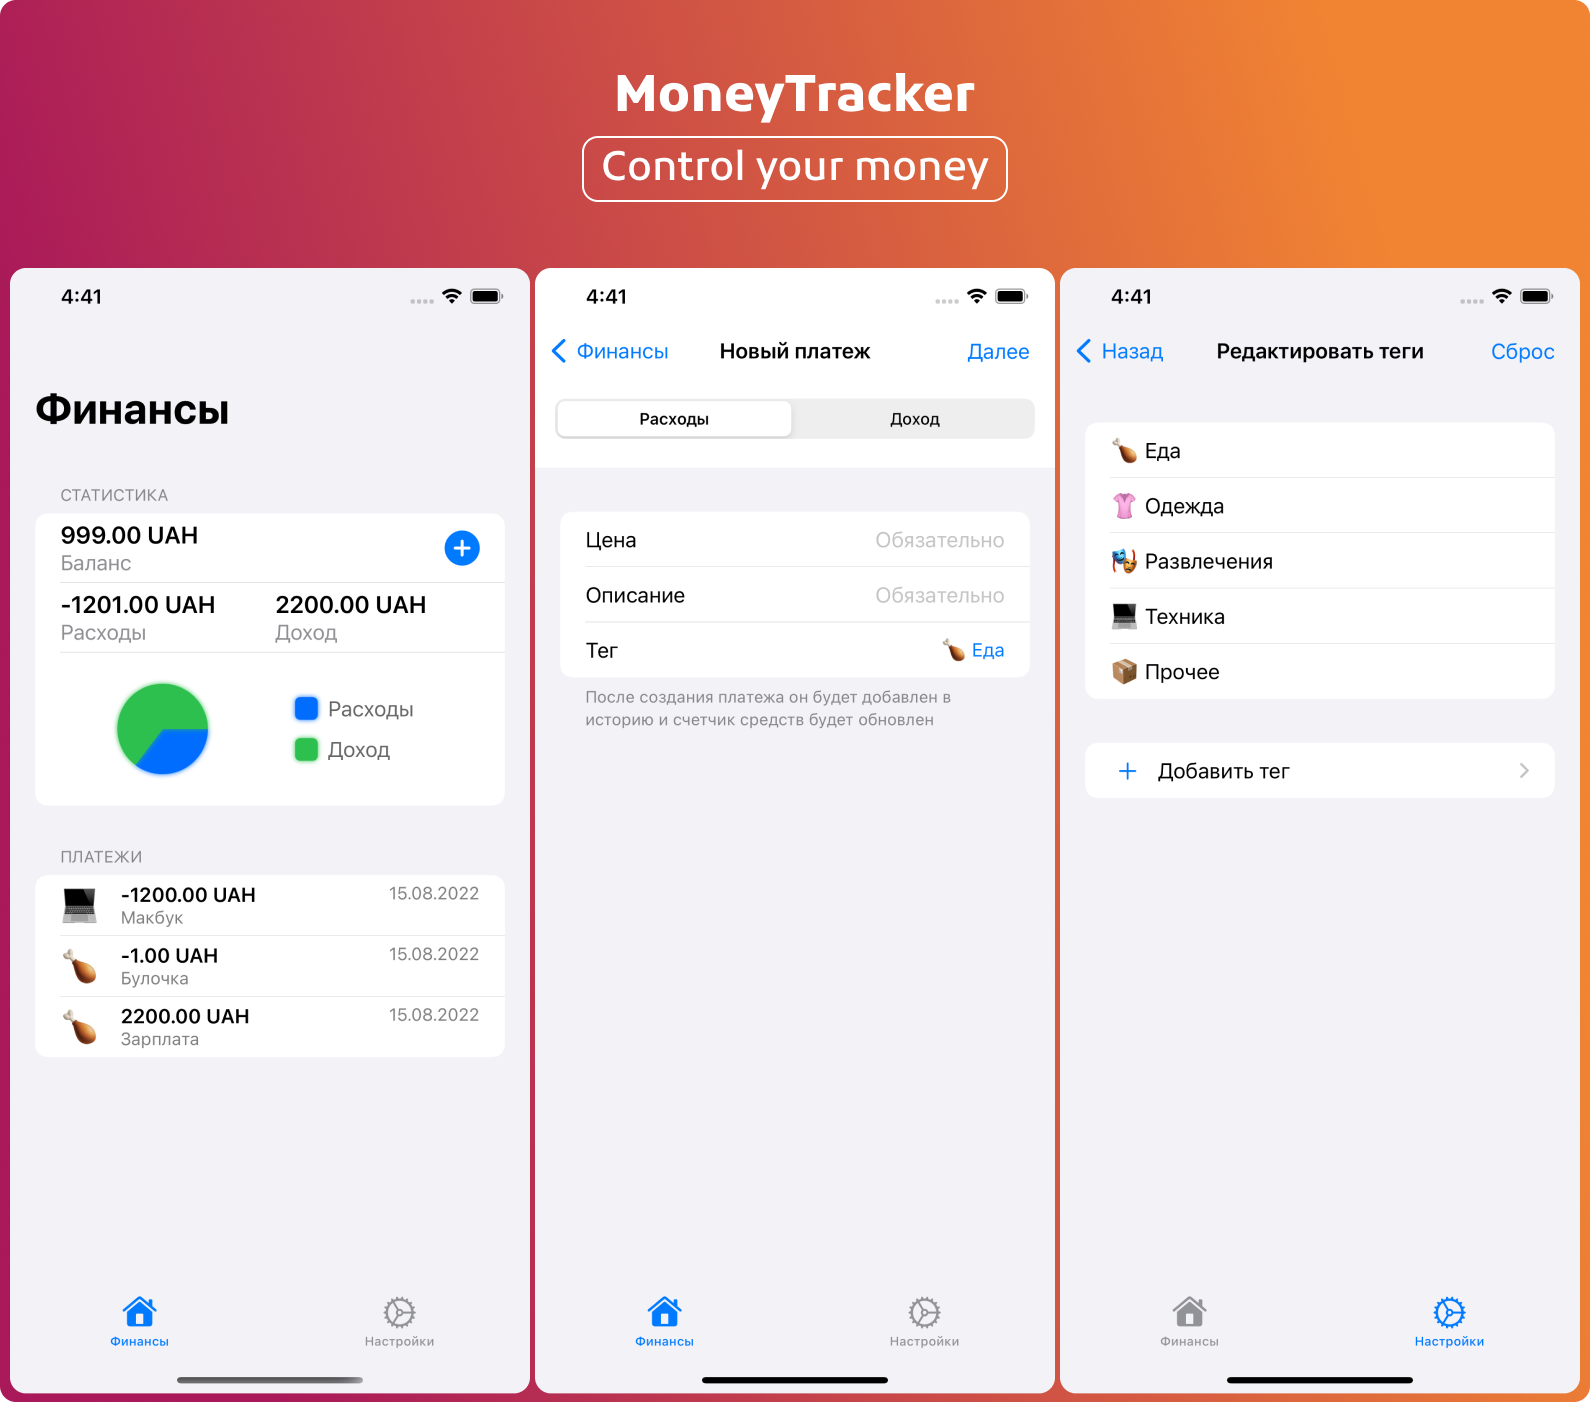 MoneyTracker
Control your money
4:41
Финансы
СТАТИСТИКА
999.00 UAH
Баланс
-1201.00 UAH 2200.00 UAH
Расходы Доход
Расходы
Доход
ПЛАТЕЖИ
-1200.00 UAH 15.08.2022
Макбук
-1.00 UAH 15.08.2022
Булочка
2200.00 UAH 15.08.2022
Зарплата
Финансы Настройки
4:41
Финансы Новый платеж Далее
Расходы Доход
Цена Обязательно
Описание Обязательно
Тег Еда
После создания платежа он будет добавлен в
историю и счетчик средств будет обновлен
Финансы Настройки
4:41
Назад Редактировать теги Сброс
Еда
Одежда
Развлечения
Техника
Прочее
Добавить тег
Финансы Настройки